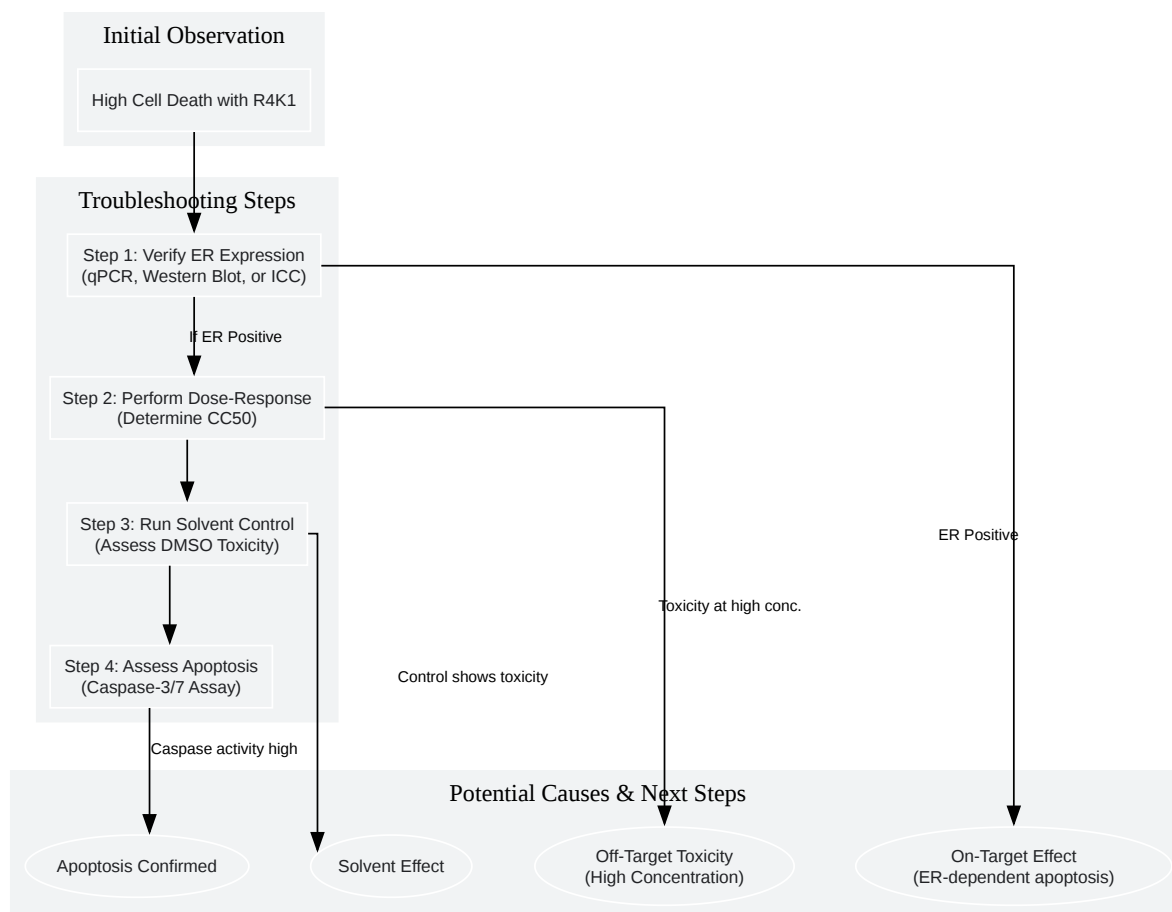 Initial Observation
High Cell Death with R4K1
Troubleshooting Steps
Step 1: Verify ER Expression
(qPCR, Western Blot, or ICC)
If ER Positive
Step 2: Perform Dose-Response
(Determine CC50)
Step 3: Run Solvent Control
(Assess DMSO Toxicity)
ER Positive
Toxicity at high conc.
Step 4: Assess Apoptosis
(Caspase-3/7 Assay)
Control shows toxicity
Caspase activity high
Potential Causes & Next Steps
Apoptosis Confirmed
Solvent Effect
Off-Target Toxicity
(High Concentration)
On-Target Effect
(ER-dependent apoptosis)